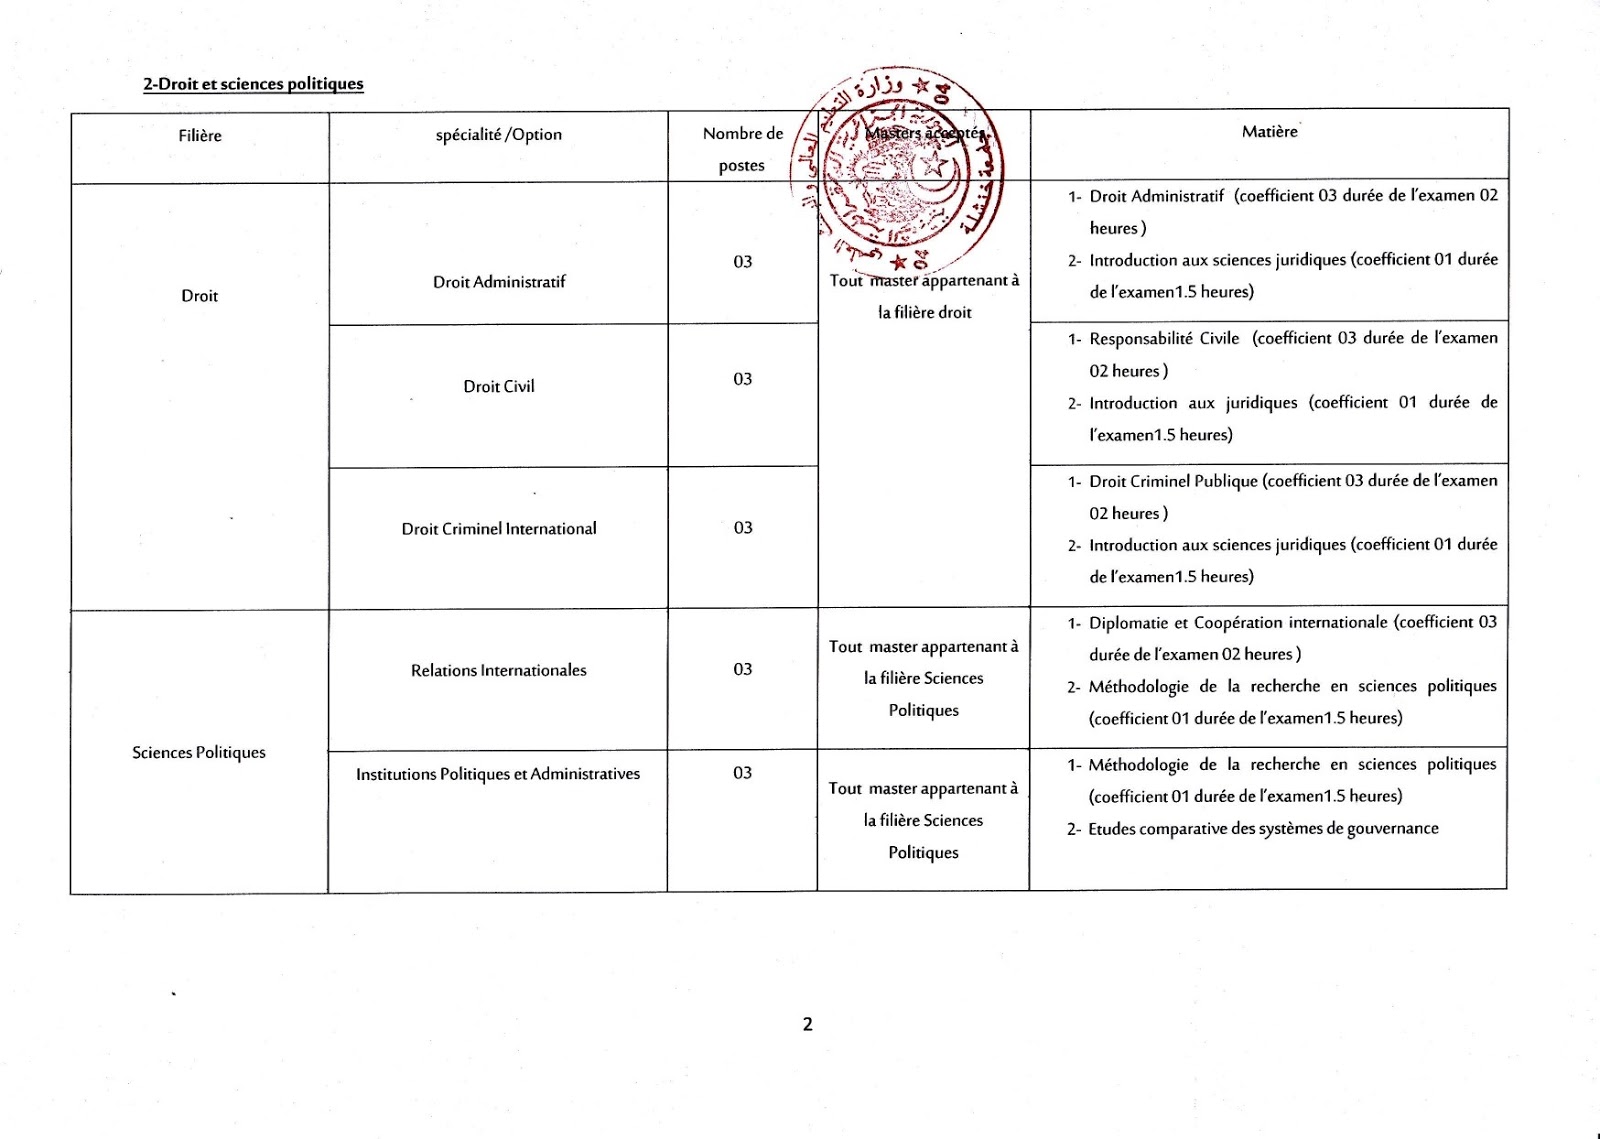 2-Droit et sciences politiques
Filière
spécialité /Option
Nombre de
postes
Masters acceptés
Matière
Droit
Droit Administratif
03
Tout master appartenant à
la filière droit
1- Droit Administratif (coefficient 03 durée de l'examen 02
heures )
2- Introduction aux sciences juridiques (coefficient 01 durée
de l'examen1.5 heures)
Droit Civil
03
1- Responsabilité Civile (coefficient 03 durée de l'examen
02 heures )
2- Introduction aux juridiques (coefficient 01 durée de
l'examen1.5 heures)
Droit Criminel International
03
1- Droit Criminel Publique (coefficient 03 durée de l'examen
02 heures )
2- Introduction aux sciences juridiques (coefficient 01 durée
de l'examen1.5 heures)
Sciences Politiques
Relations Internationales
03
Tout master appartenant à
la filière Sciences
Politiques
1- Diplomatie et Coopération internationale (coefficient 03
durée de l'examen 02 heures )
2- Méthodologie de la recherche en sciences politiques
(coefficient 01 durée de l'examen1.5 heures)
Institutions Politiques et Administratives
03
Tout master appartenant à
la filière Sciences
Politiques
1- Méthodologie de la recherche en sciences politiques
(coefficient 01 durée de l'examen1.5 heures)
2- Etudes comparative des systèmes de gouvernance
وزارة التعليم العالي و
جامعة خنشلة
04
04
2